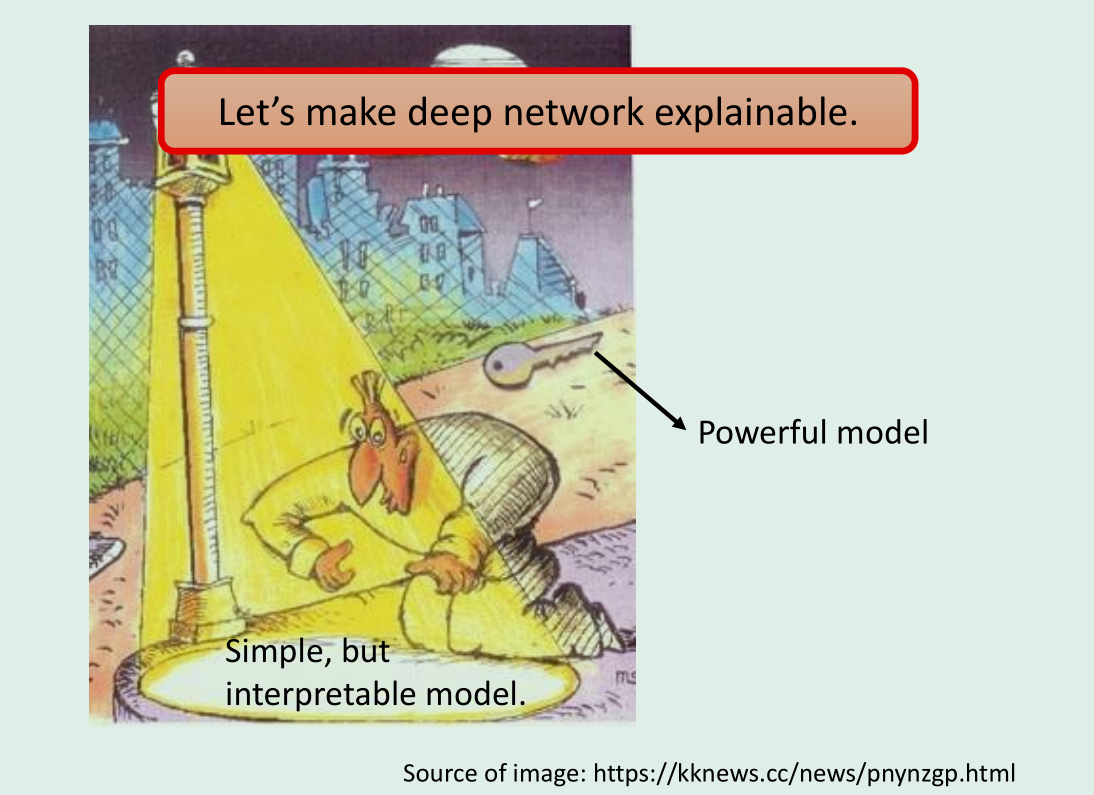 Let’s make deep network explainable.
Powerful model
Simple, but
interpretable model.
Source of image: https://kknews.cc/news/pnynzgp.html